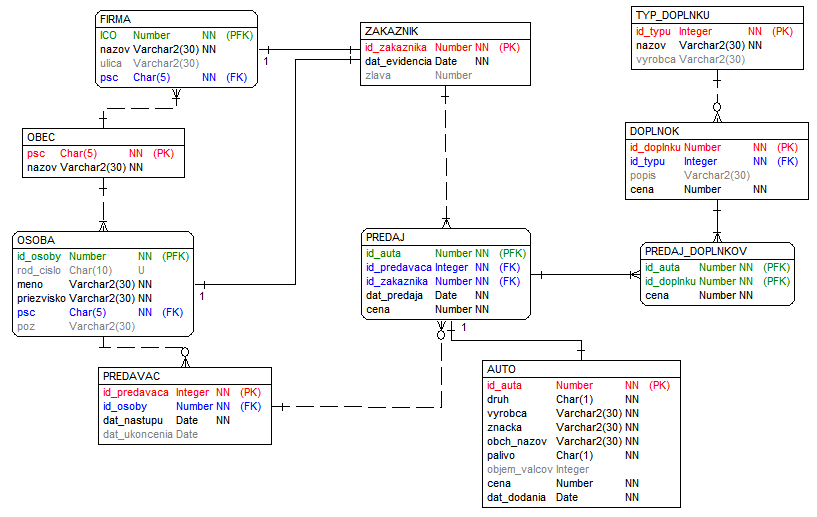 FIRMA
ICO Number NN (PFK)
nazov Varchar2(30) NN
ulica Varchar2(30)
psc Char(5) NN (FK)
1
ZAKAZNIK
id_zakaznika Number NN (PK)
dat_evidencia Date NN
zlava Number
TYP_DOPLNKU
id_typu Integer NN (PK)
nazov Varchar2(30) NN
vyrobca Varchar2(30)
OBEC
psc Char(5) NN (PK)
nazov Varchar2(30) NN
DOPLNOK
id_doplnku Number NN (PK)
id_typu Integer NN (FK)
popis Varchar2(30)
cena Number NN
OSOBA
id_osoby Number NN (PFK)
rod_cislo Char(10) U
meno Varchar2(30) NN
priezvisko Varchar2(30) NN
psc Char(5) NN (FK)
poz Varchar2(30)
1
PREDAJ
id_auta Number NN (PFK)
id_predavaca Integer NN (FK)
id_zakaznika Number NN (FK)
dat_predaja Date NN
cena Number NN
1
PREDAJ_DOPLNKOV
id_auta Number NN (PFK)
id_doplnku Number NN (PFK)
cena Number NN
PREDAVAC
id_predavaca Integer NN (PK)
id_osoby Number NN (FK)
dat_nastupu Date NN
dat_ukoncenia Date
AUTO
id_auta Number NN (PK)
druh Char(1) NN
vyrobca Varchar2(30) NN
znacka Varchar2(30) NN
obch_nazov Varchar2(30) NN
palivo Char(1) NN
objem_valcov Integer
cena Number NN
dat_dodania Date NN